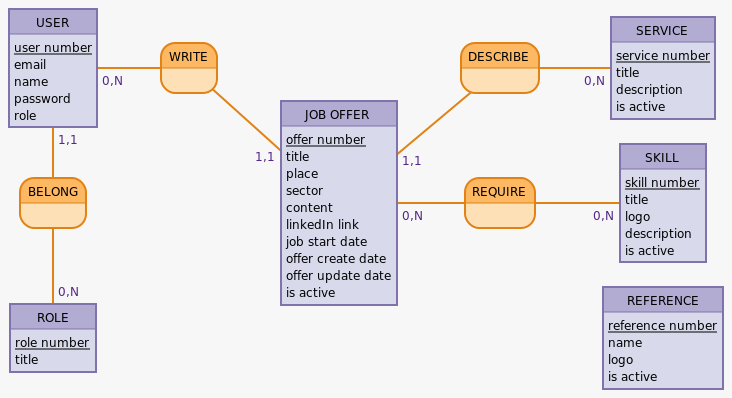 USER
user number
email
name
password
role
0,N
WRITE
1,1
BELONG
0,N
ROLE
role number
title
1,1
JOB OFFER
offer number
title
place
sector
content
linkedIn link
job start date
offer create date
offer update date
is active
1,1
DESCRIBE
0,N
SERVICE
service number
title
description
is active
0,N
REQUIRE
0,N
SKILL
skill number
title
logo
description
is active
REFERENCE
reference number
name
logo
is active